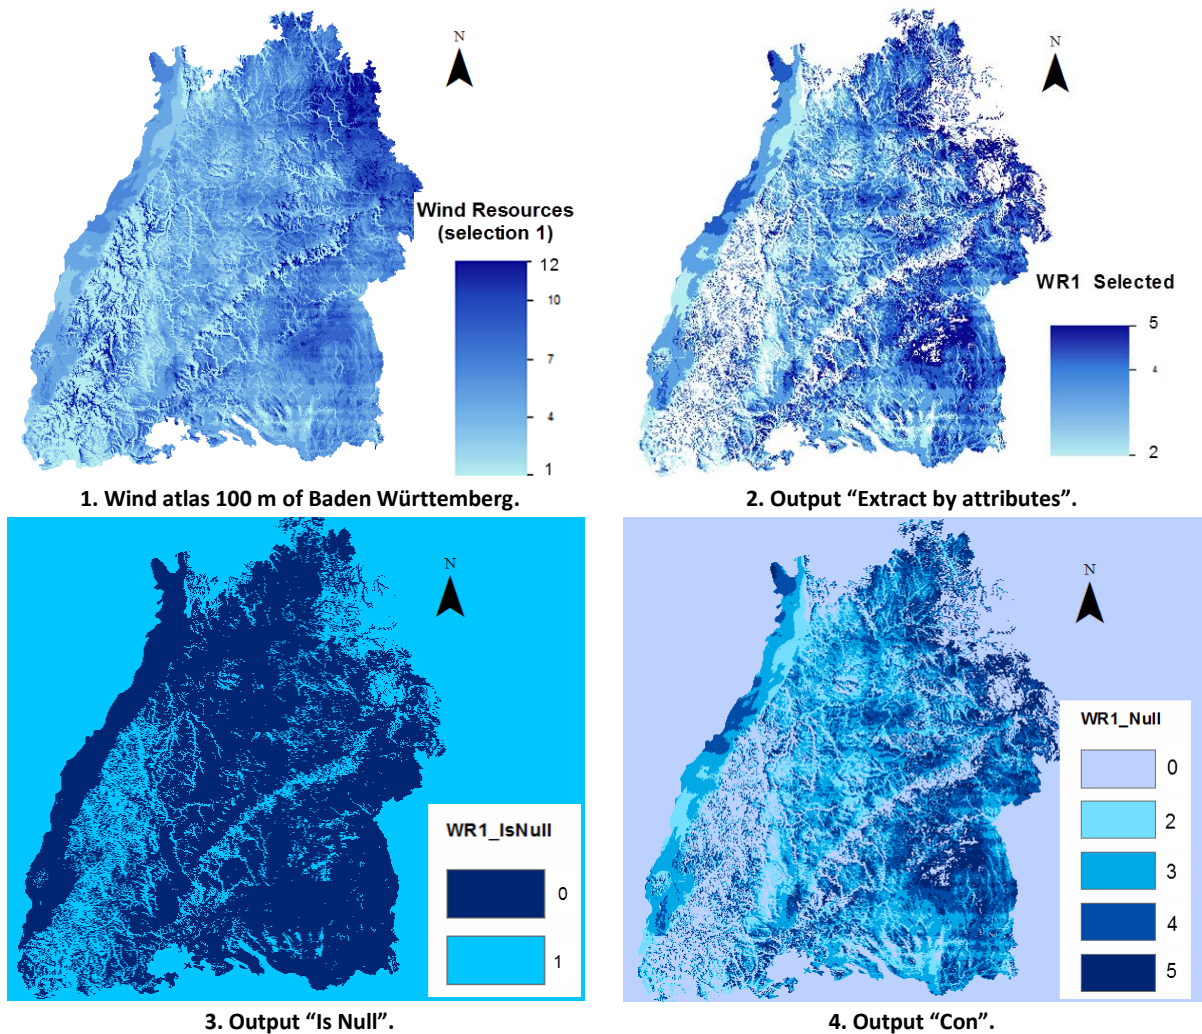 N
Wind Resources
(selection 1)
12
10
7
4
1
1. Wind atlas 100 m of Baden Württemberg.
N
WR1 Selected
5
4
2
2. Output “Extract by attributes”.
N
WR1_IsNull
0
1
3. Output “Is Null”.
N
WR1_Null
0
2
3
4
5
4. Output “Con”.